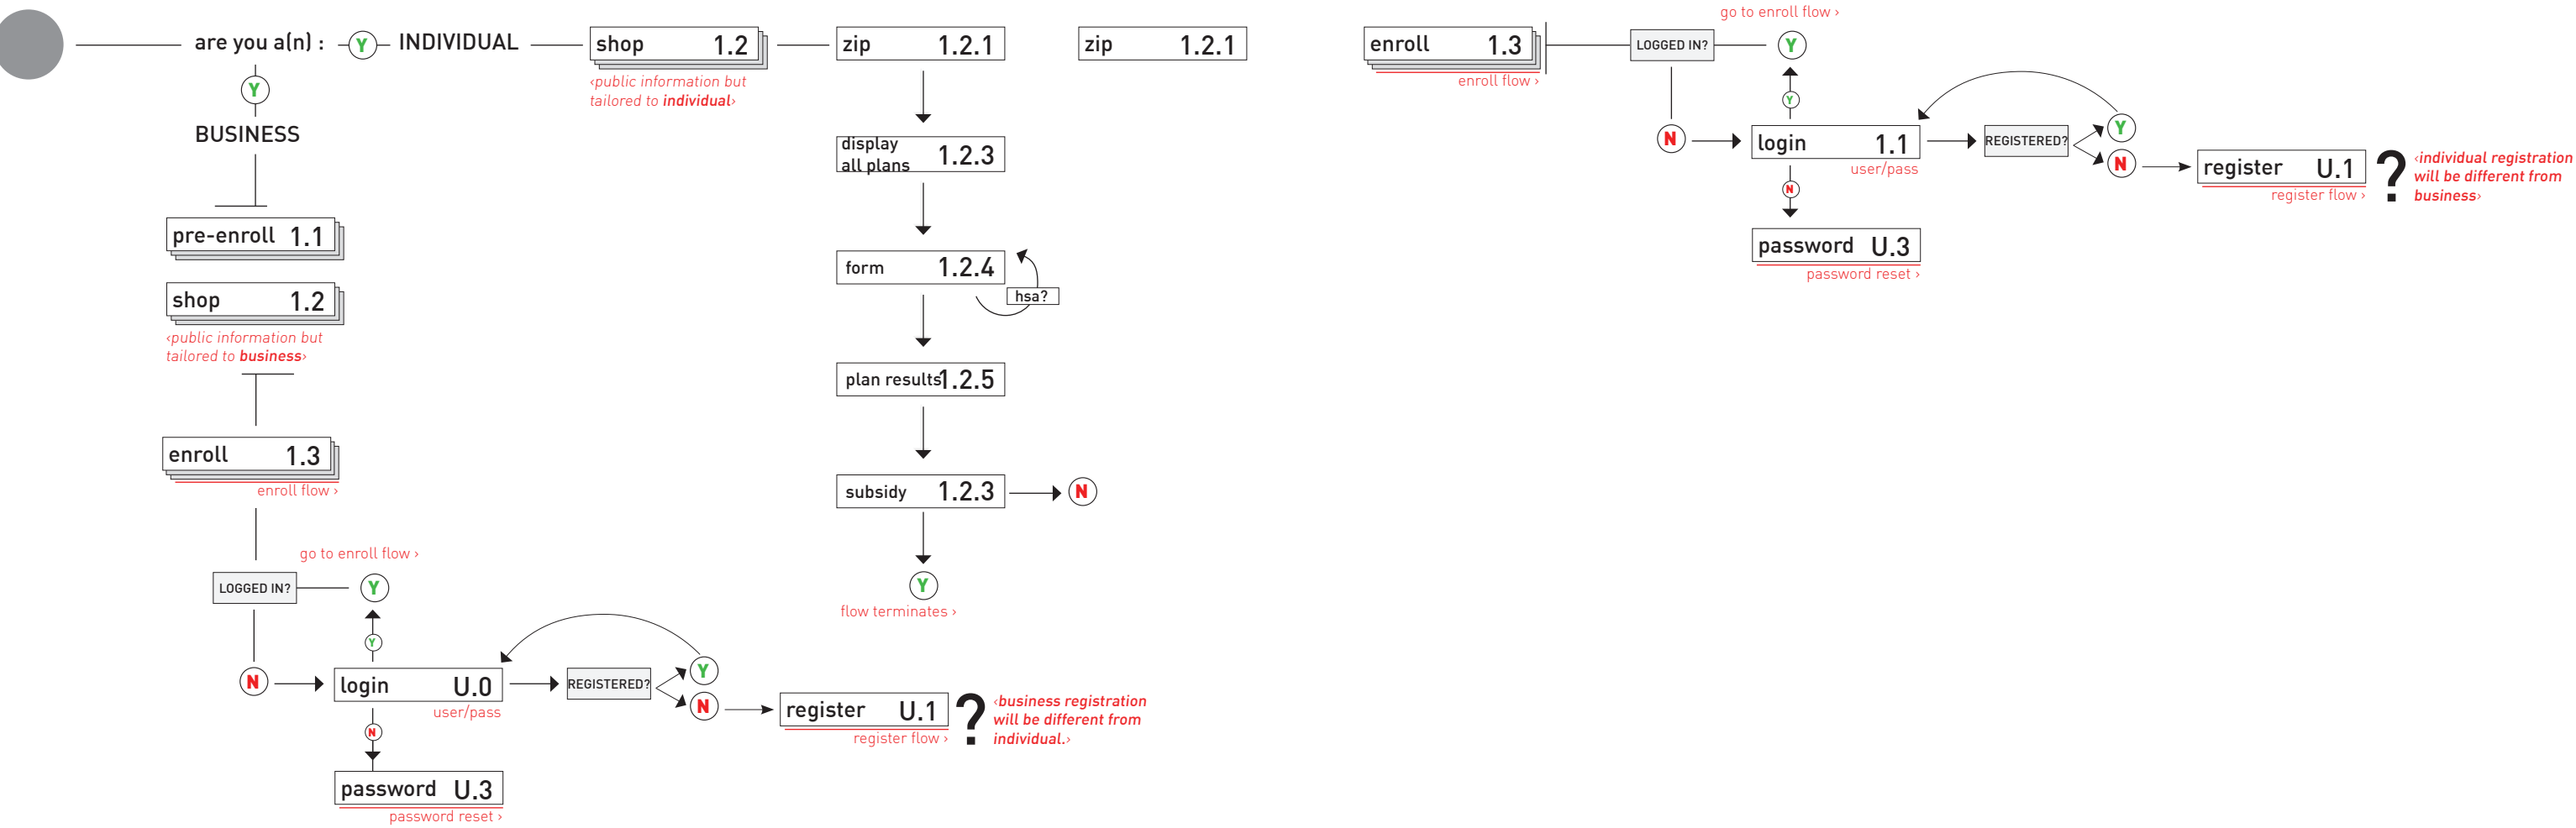 are you a(n) :
Y
INDIVIDUAL
shop 1.2
‹public information but
tailored to individual›
zip 1.2.1
zip 1.2.1
enroll 1.3
enroll flow ›
LOGGED IN?
go to enroll flow ›
Y
Y
BUSINESS
display
all plans
1.2.3
Y
N
login 1.1
user/pass
REGISTERED?
Y
N
register U.1
register flow ›
?
‹individual registration
will be different from
business›
N
password U.3
password reset ›
pre-enroll 1.1
shop 1.2
‹public information but
tailored to business›
form 1.2.4
hsa?
plan results 1.2.5
enroll 1.3
enroll flow ›
subsidy 1.2.3
N
Y
flow terminates ›
go to enroll flow ›
LOGGED IN?
Y
Y
N
login U.0
user/pass
REGISTERED?
Y
N
register U.1
register flow ›
?
‹business registration
will be different from
individual.›
N
password U.3
password reset ›